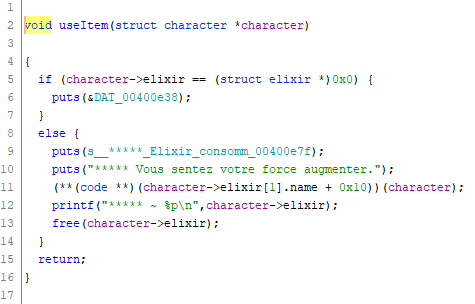 1
2 void useItem(struct character *character)
3
4 {
5   if (character->elixir == (struct elixir *)0x0) {
6     puts(&DAT_00400e38);
7   }
8   else {
9     puts(s__*****_Elixir_consomm_00400e7f);
10     puts("***** Vous sentez votre force augmenter.");
11     (**(code **)(character->elixir[1].name + 0x10))(character);
12     printf("***** ~ %p\n",character->elixir);
13     free(character->elixir);
14   }
15   return;
16 }
17